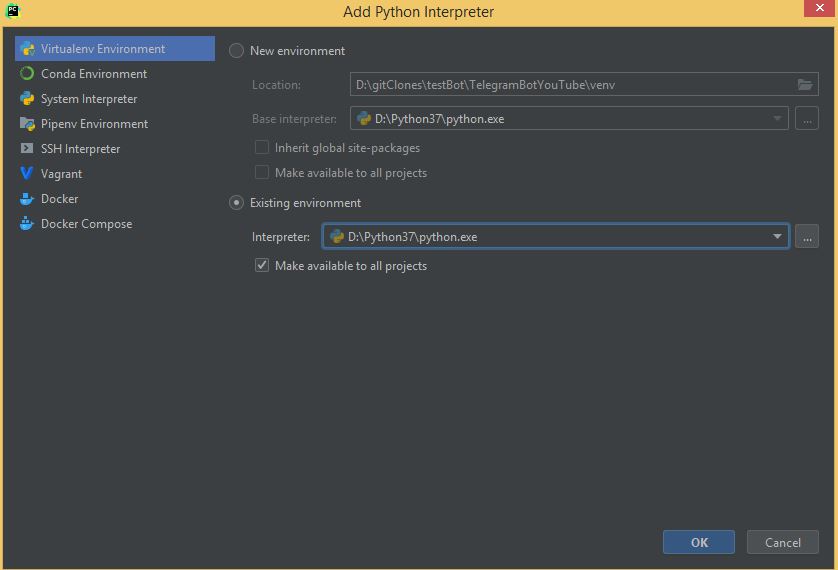 PC
Add Python Interpreter
Virtualenv Environment
Conda Environment
System Interpreter
Pipenv Environment
SSH Interpreter
Vagrant
Docker
Docker Compose
New environment
Location: D:\gitClones\testBot\TelegramBotYouTube\venv
Base interpreter: D:\Python37\python.exe ...
Inherit global site-packages
Make available to all projects
Existing environment
Interpreter: D:\Python37\python.exe ...
Make available to all projects
OK Cancel